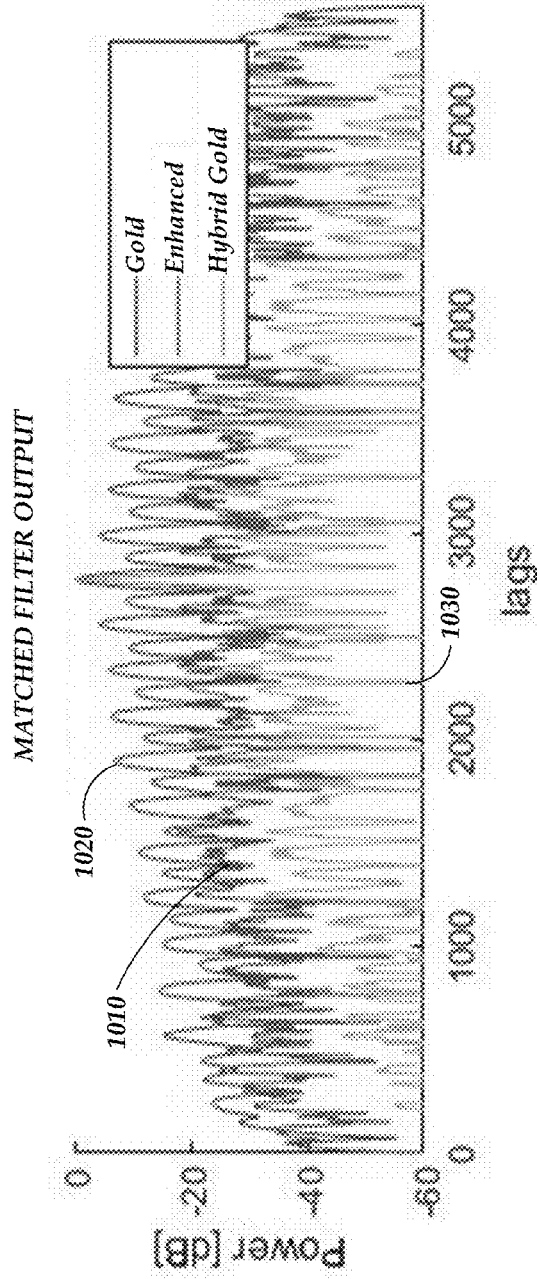 MATCHED FILTER OUTPUT
Gold
Enhanced
Hybrid Gold
1010
1020
1030
Power [dB]
0
-20
-40
-60
0
1000
2000
3000
4000
5000
lags